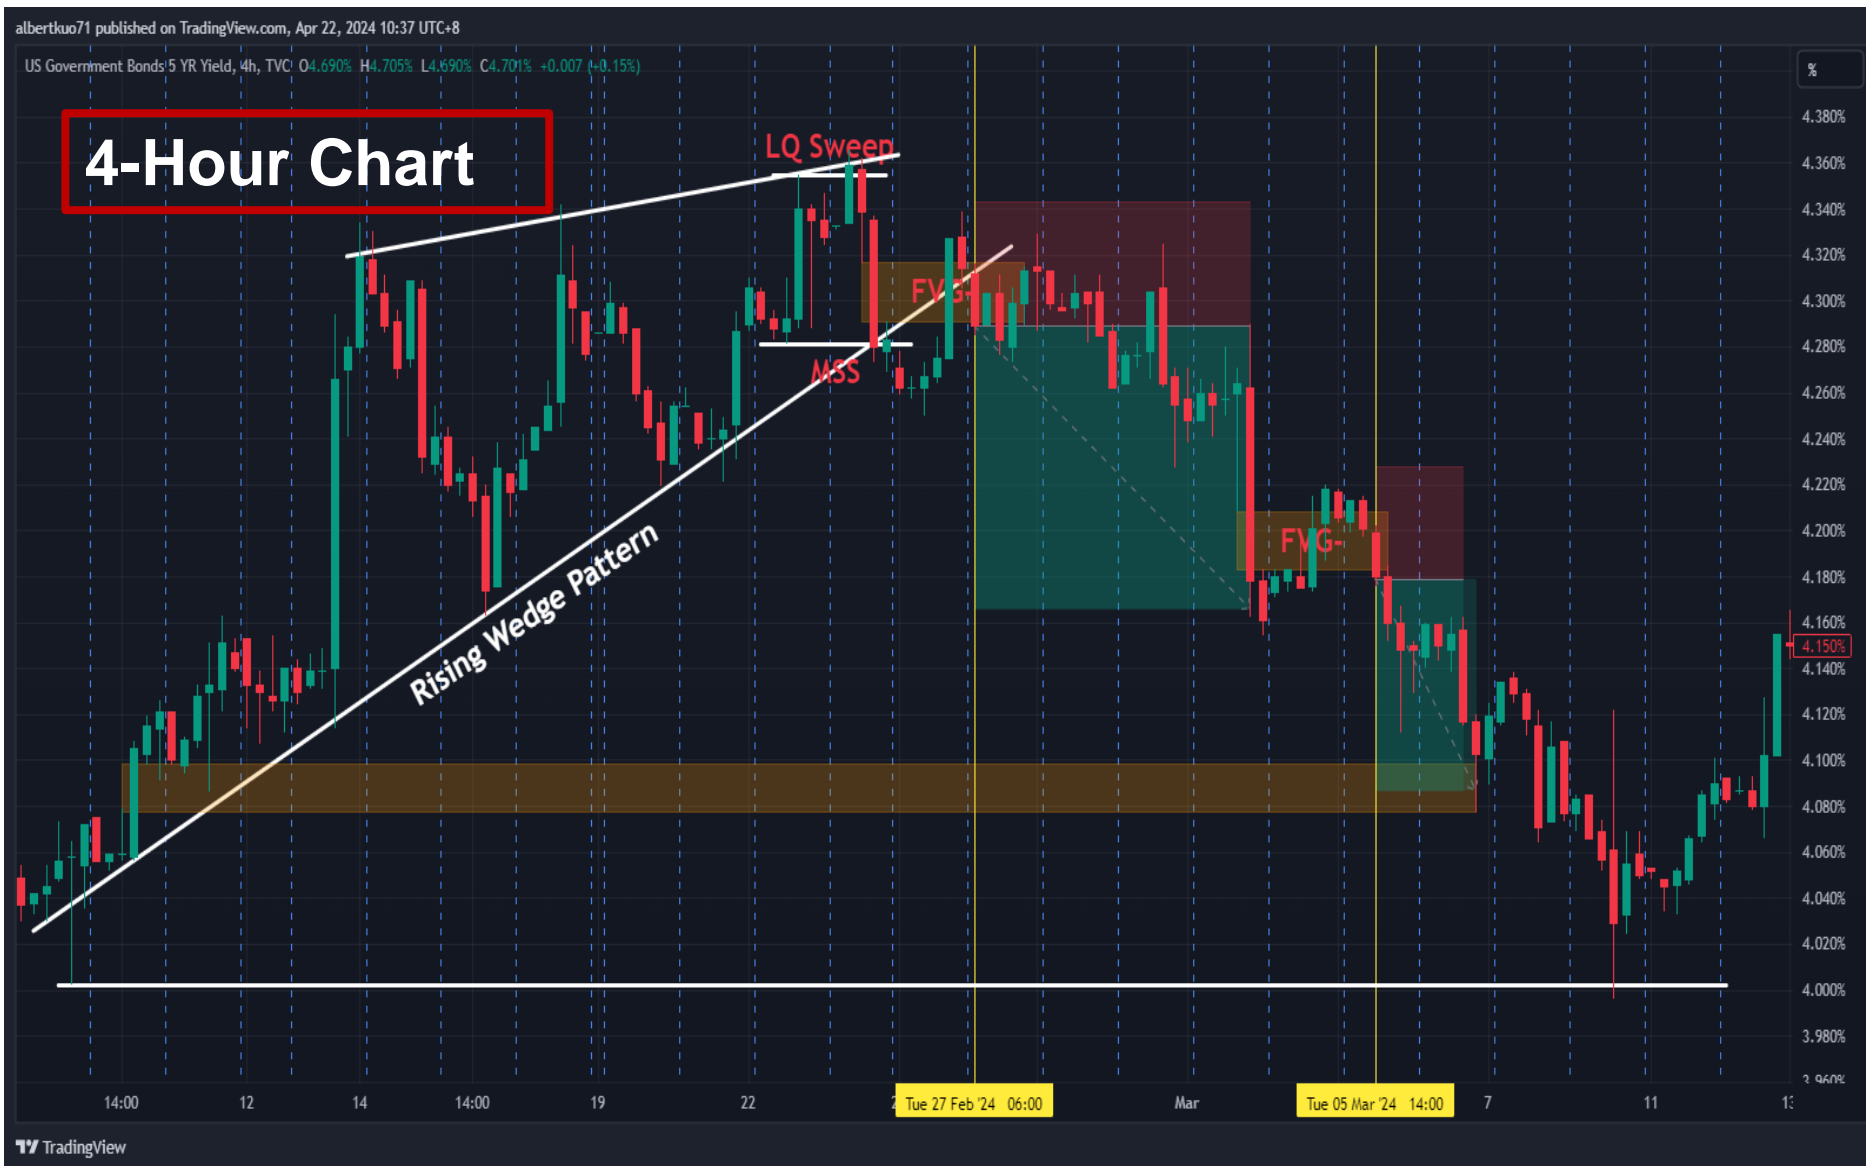 albertkuo71 published on TradingView.com, Apr 22, 2024 10:37 UTC+8
US Government Bonds 5 YR Yield, 4h, TVC O4.690% H4.705% L4.690% C4.701% +0.007 (+0.15%)
%
4-Hour Chart
LQ Sweep
FVG-
MSS
FVG-
Rising Wedge Pattern
4.380%
4.360%
4.340%
4.320%
4.300%
4.280%
4.260%
4.240%
4.220%
4.200%
4.180%
4.160%
4.150%
4.140%
4.120%
4.100%
4.080%
4.060%
4.040%
4.020%
4.000%
3.980%
3.960%
14:00 12 14 14:00 19 22 Tue 27 Feb '24 06:00 Mar Tue 05 Mar '24 14:00 7 11 13
TradingView